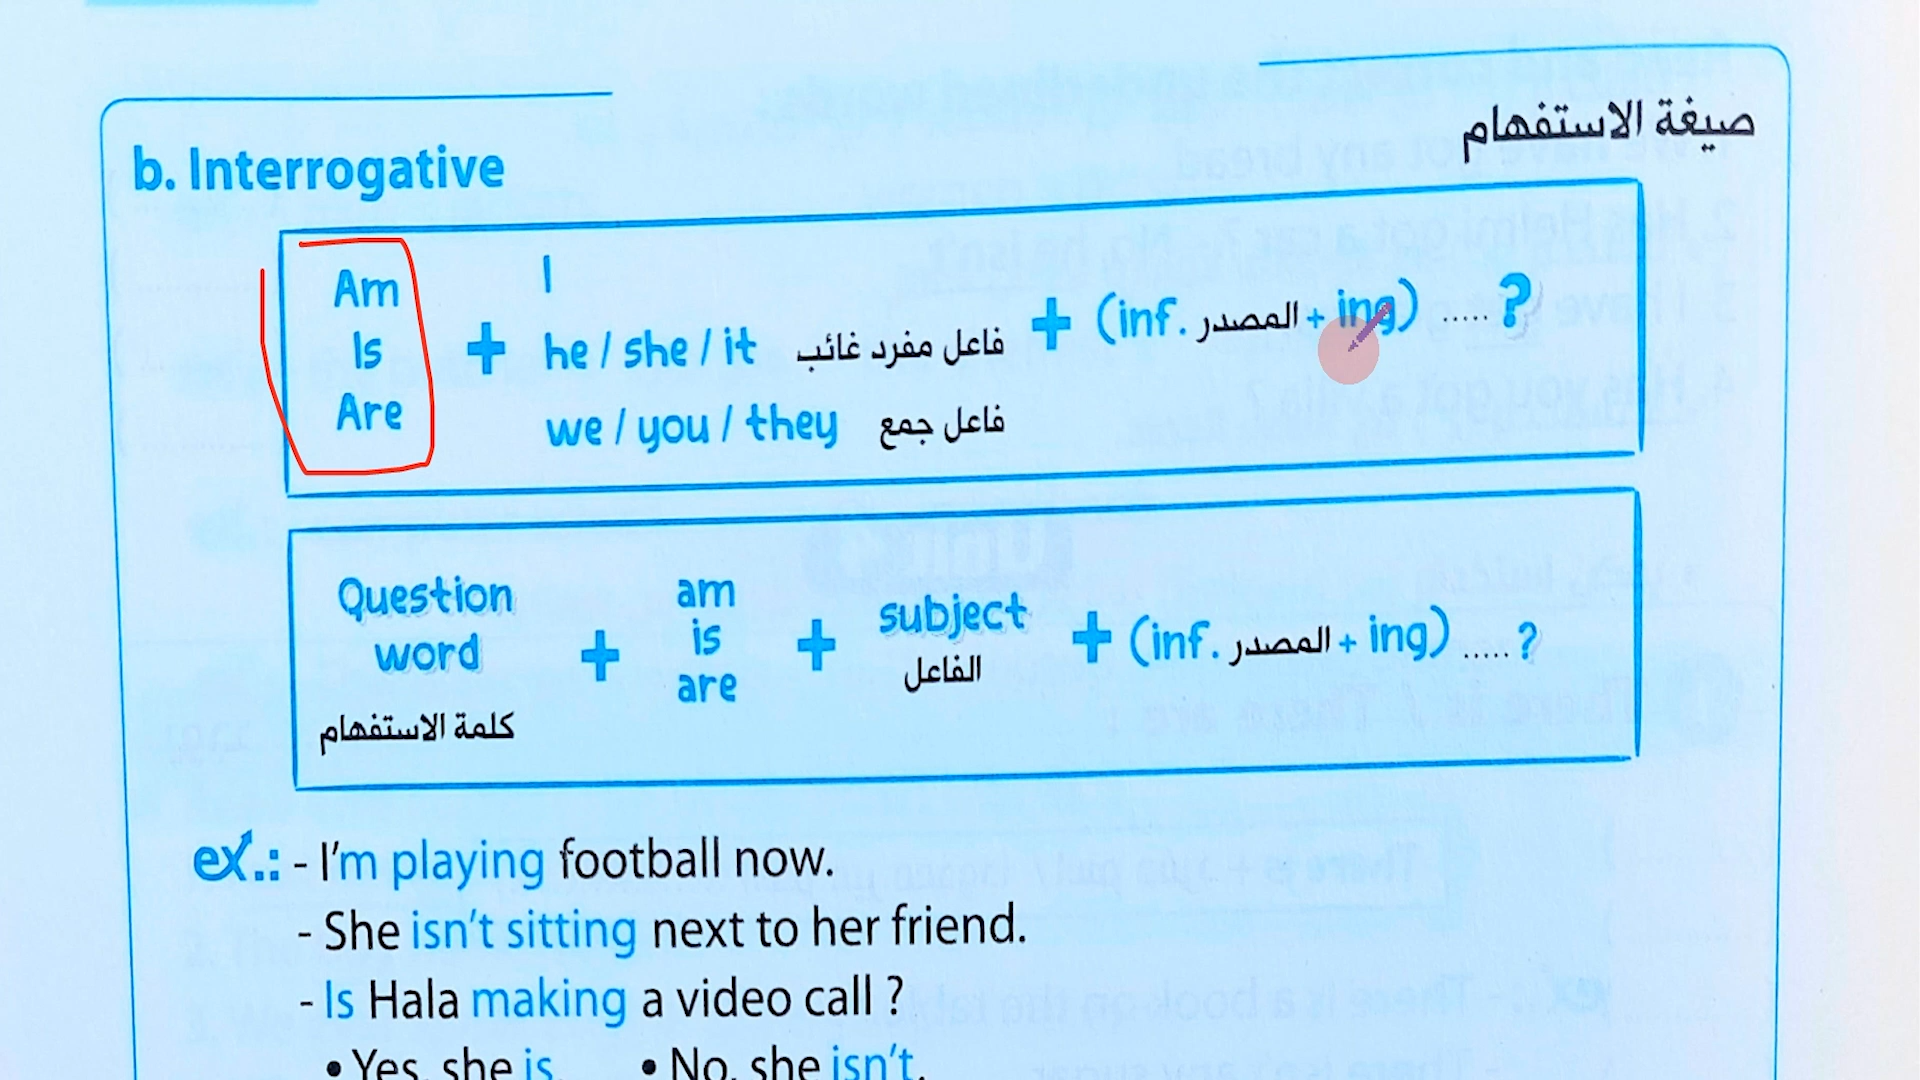 صيغة الاستفهام
b. Interrogative
Am
Is
Are
+
I
he / she / it فاعل مفرد غائب
we / you / they فاعل جمع
+ (inf. المصدر + ing) ..... ?
Question word
كلمة الاستفهام
+
am
is
are
+
subject
الفاعل
+ (inf. المصدر + ing) ..... ?
ex.: - I'm playing football now.
- She isn't sitting next to her friend.
- Is Hala making a video call ?
• Yes, she is. • No, she isn't.